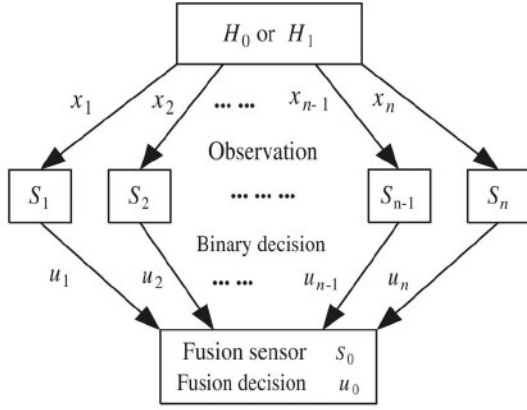 H₀ or H₁
x₁ x₂ ... ... xₙ₋₁ xₙ
Observation
S₁ S₂ ... ... ... Sₙ₋₁ Sₙ
Binary decision
u₁ u₂ ... ... uₙ₋₁ uₙ
Fusion sensor s₀
Fusion decision u₀